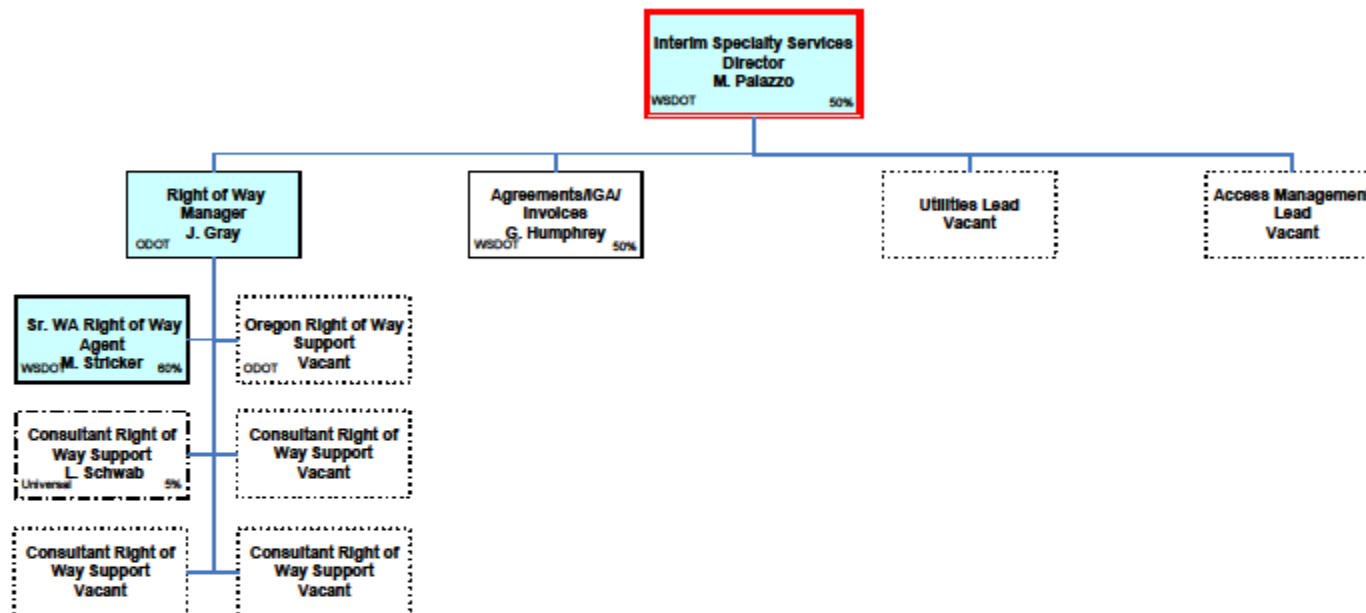 Interim Specialty Services
Director
M. Palazzo
WSDOT 50%
Right of Way
Manager
J. Gray
ODOT
Agreements/IGA/
Invoices
G. Humphrey
WSDOT 50%
Utilities Lead
Vacant
Access Managemen
Lead
Vacant
Sr. WA Right of Way
Agent
M. Stricker
WSDOT 60%
Oregon Right of Way
Support
Vacant
ODOT
Consultant Right of
Way Support
L. Schwab
Universal 5%
Consultant Right of
Way Support
Vacant
Consultant Right of
Way Support
Vacant
Consultant Right of
Way Support
Vacant